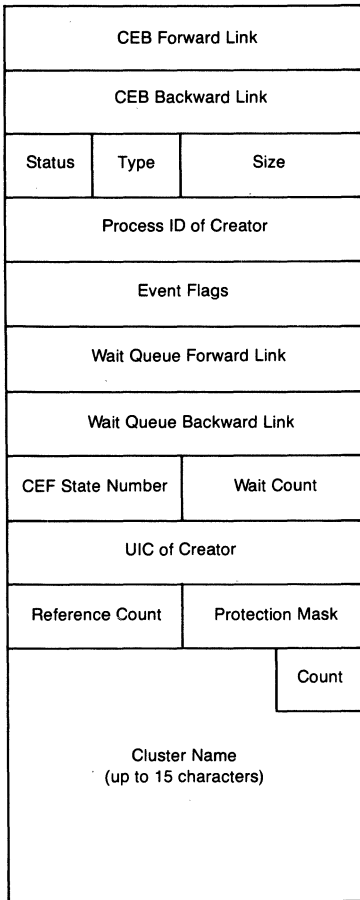 CEB Forward Link
CEB Backward Link
Status Type Size
Process ID of Creator
Event Flags
Wait Queue Forward Link
Wait Queue Backward Link
CEF State Number Wait Count
UIC of Creator
Reference Count Protection Mask
Count
Cluster Name
(up to 15 characters)